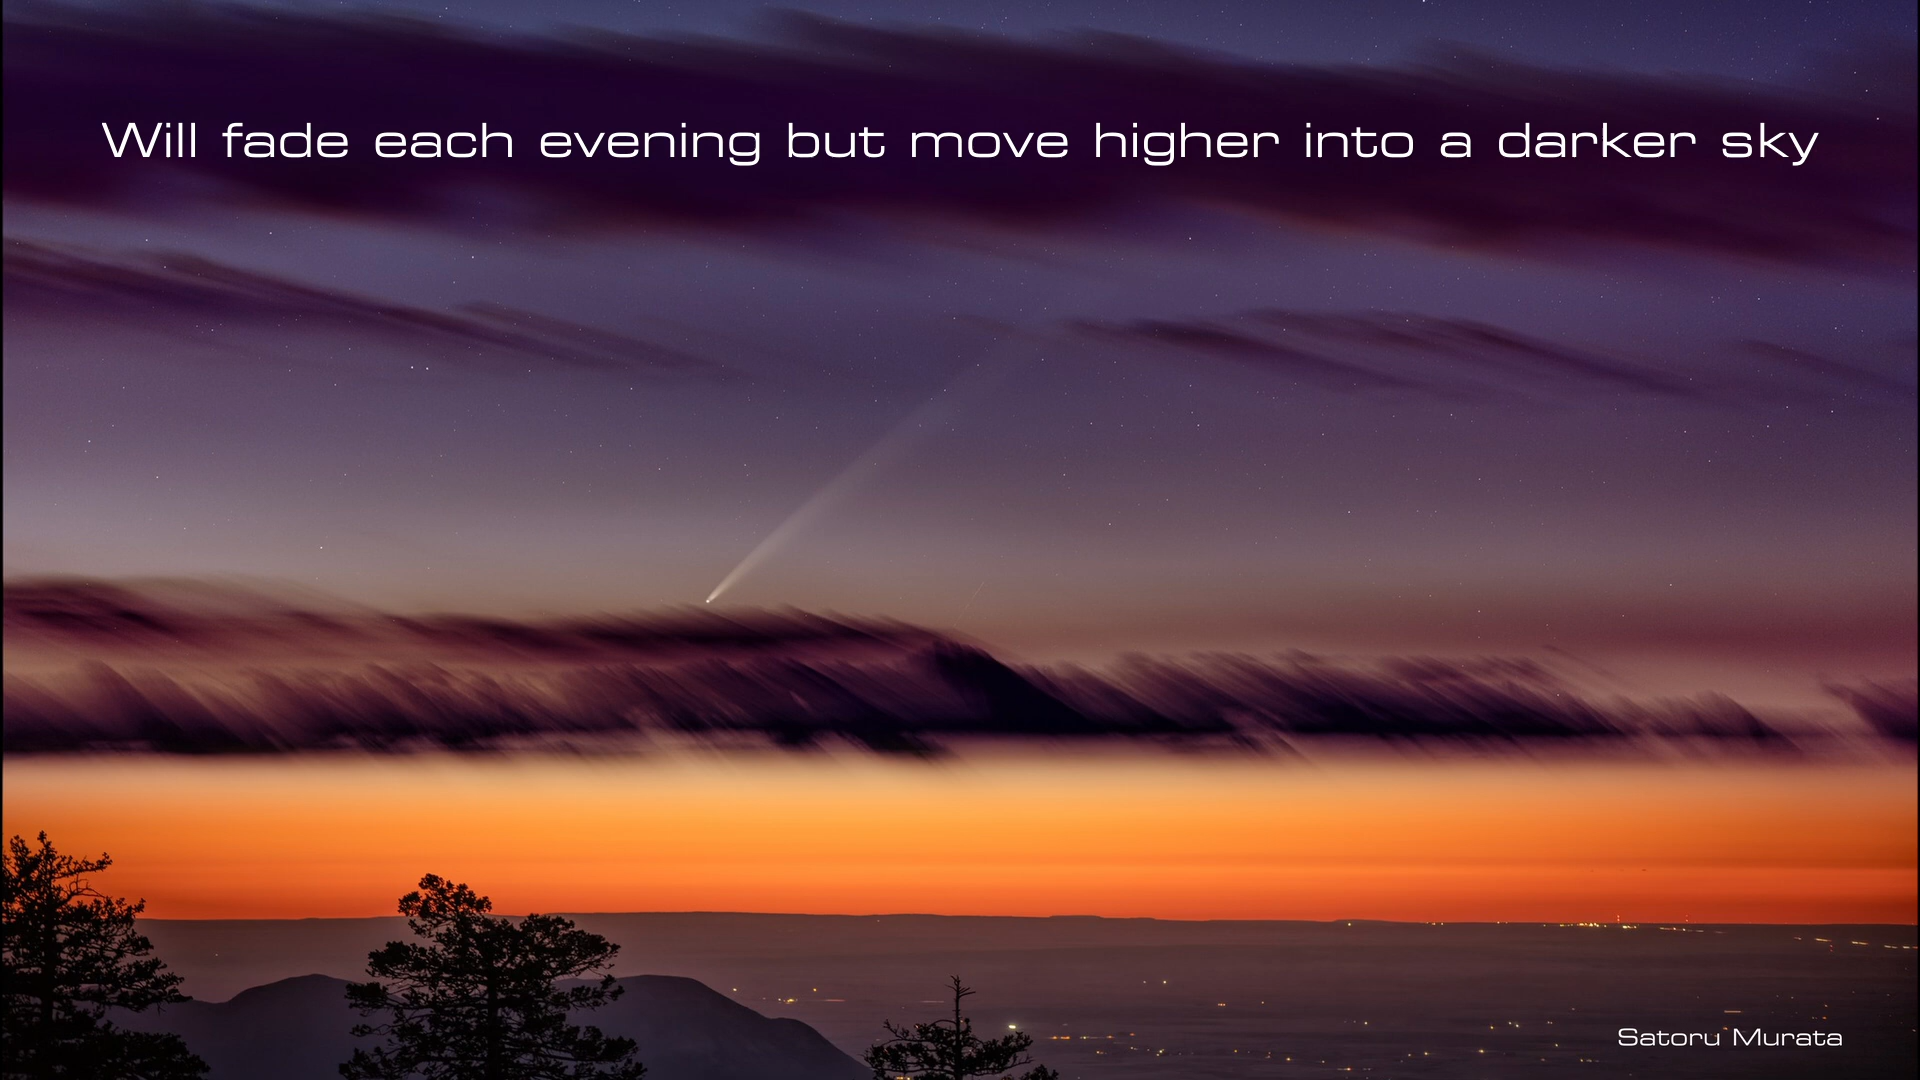 Will fade each evening but move higher into a darker sky
Satoru Murata